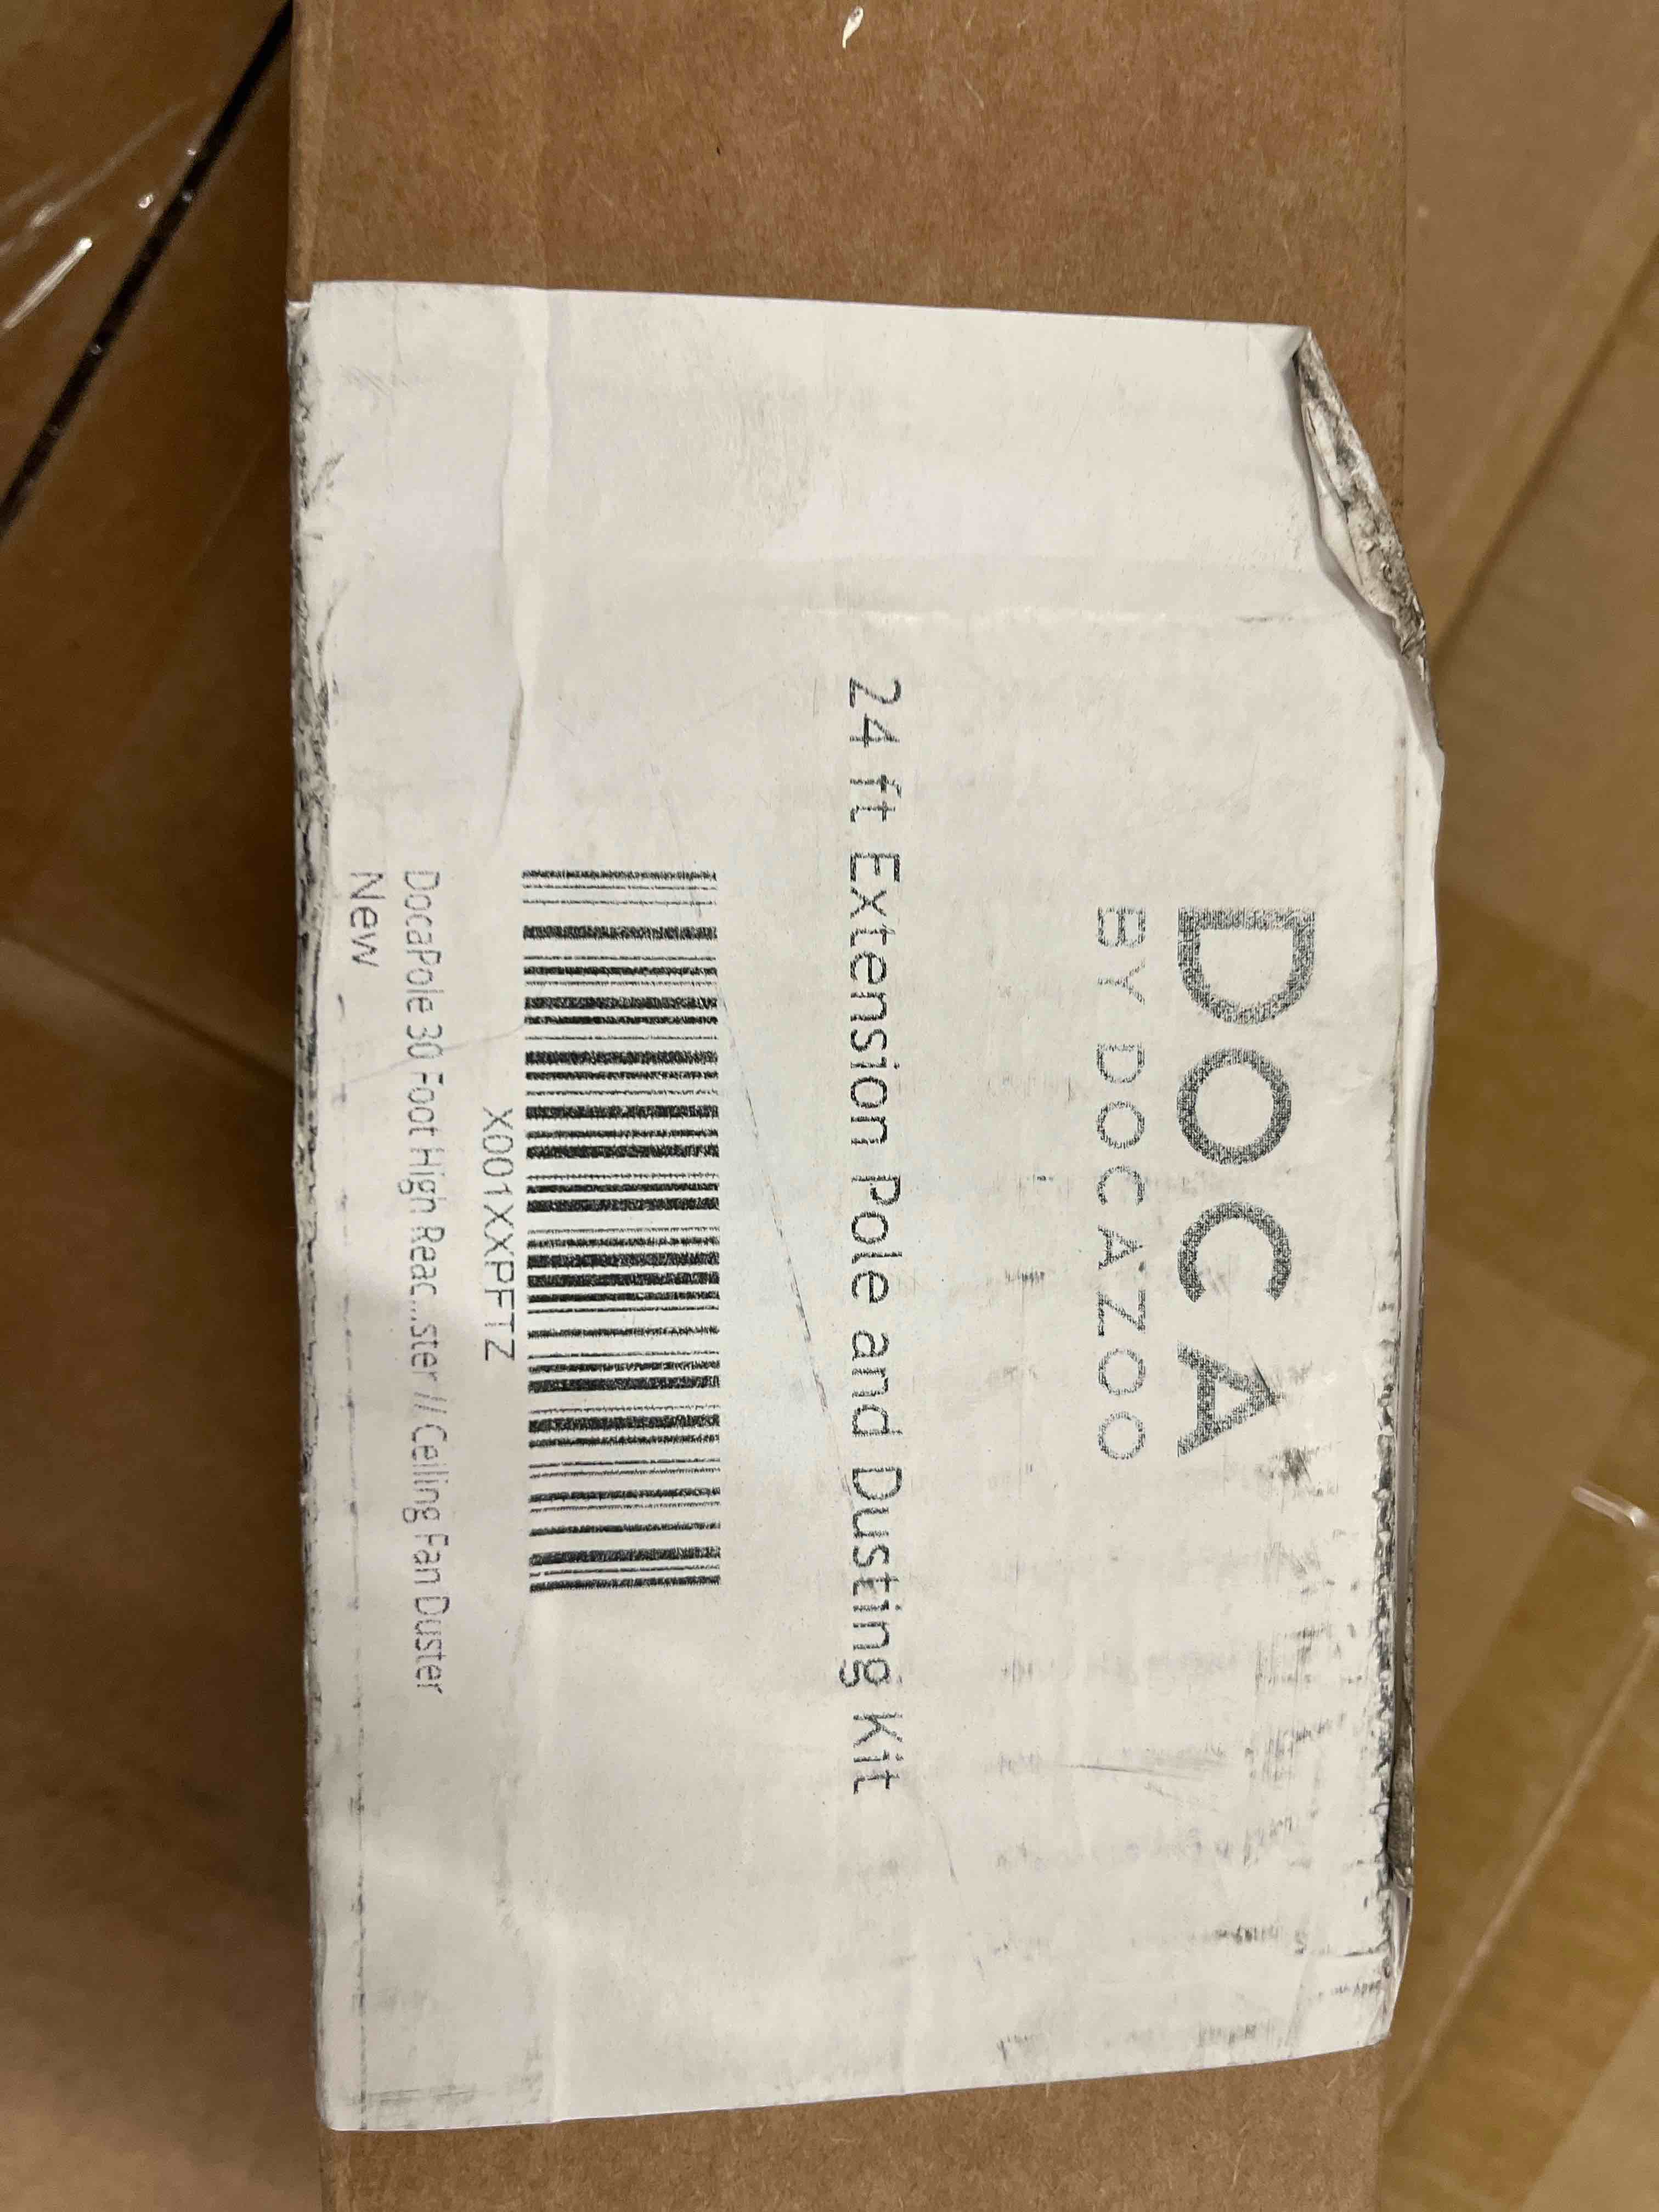 DOCA
BY DOCAZOO
24 ft Extension Pole and Dusting Kit
X001XXPFTZ
DocaPole 30 Foot High Reac...ster // Ceiling Fan Duster
New